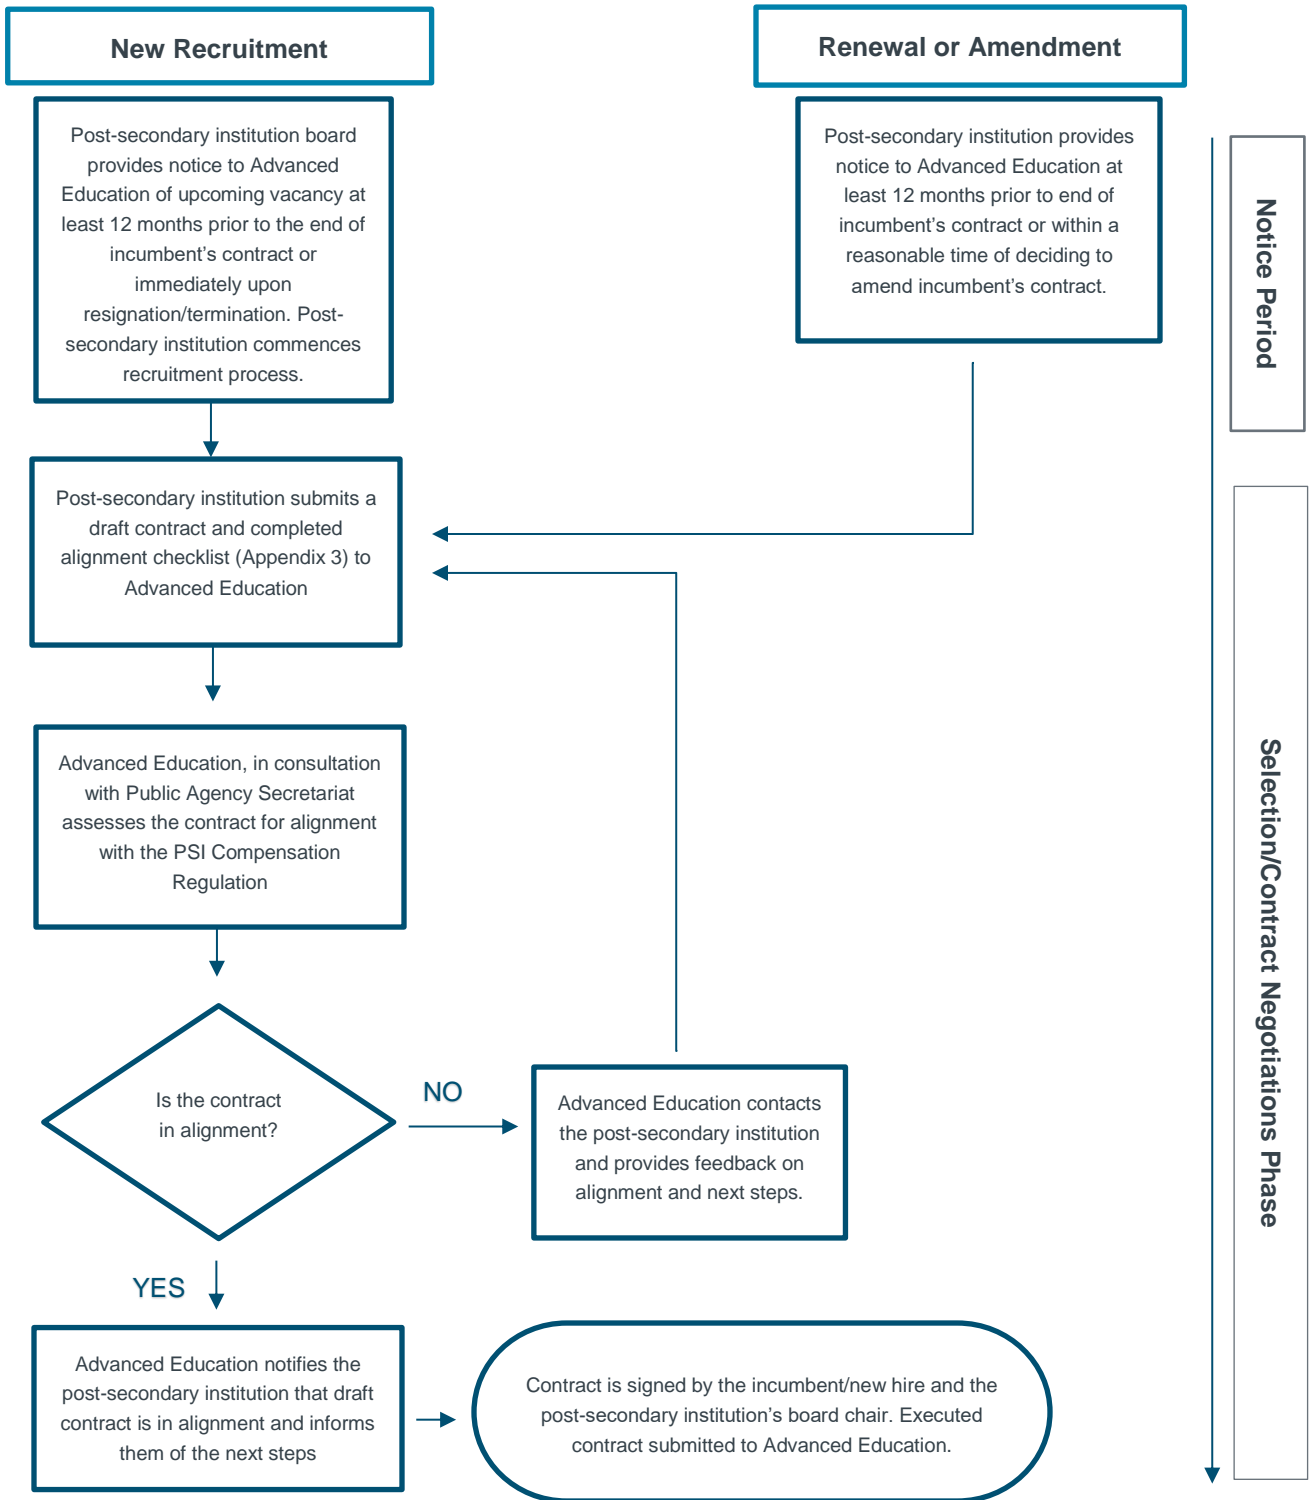 New Recruitment
Renewal or Amendment
Post-secondary institution board
provides notice to Advanced
Education of upcoming vacancy at
least 12 months prior to the end of
incumbent’s contract or
immediately upon
resignation/termination. Post-
secondary institution commences
recruitment process.
Post-secondary institution provides
notice to Advanced Education at
least 12 months prior to end of
incumbent’s contract or within a
reasonable time of deciding to
amend incumbent’s contract.
Notice Period
Post-secondary institution submits a
draft contract and completed
alignment checklist (Appendix 3) to
Advanced Education
Advanced Education, in consultation
with Public Agency Secretariat
assesses the contract for alignment
with the PSI Compensation
Regulation
Selection/Contract Negotiations Phase
Is the contract
in alignment?
NO
Advanced Education contacts
the post-secondary institution
and provides feedback on
alignment and next steps.
YES
Advanced Education notifies the
post-secondary institution that draft
contract is in alignment and informs
them of the next steps
Contract is signed by the incumbent/new hire and the
post-secondary institution’s board chair. Executed
contract submitted to Advanced Education.